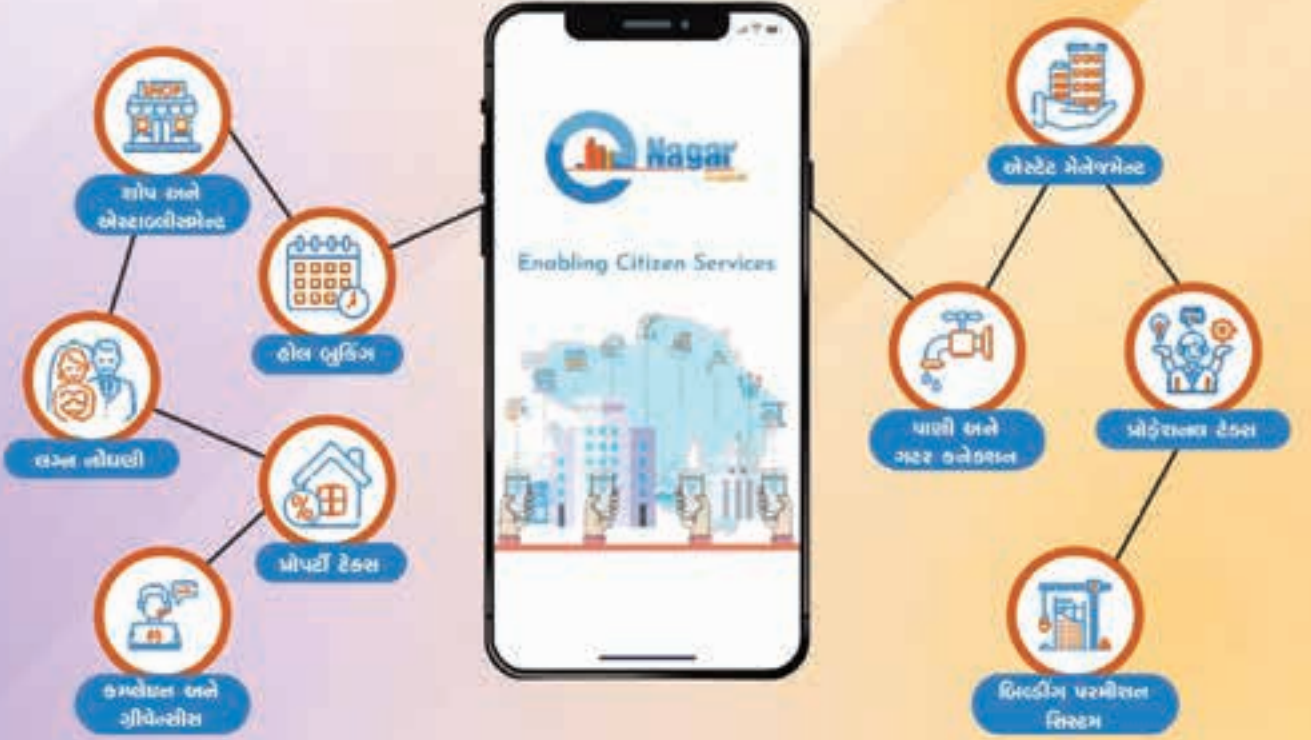 SHOP
શોપ અને
એસ્ટાબ્લીસમેન્ટ
હોલ બુકિંગ
લગ્ન નોંધણી
પ્રોપર્ટી ટેક્સ
કમ્પ્લેઇન અને
ગ્રીવેન્સીસ
e Nagar
Enabling Citizen Services
એસ્ટેટ મેનેજમેન્ટ
પાણી અને
ગટર કનેક્શન
પ્રોફેશનલ ટેક્સ
બિલ્ડીંગ પરમીશન
સિસ્ટમ